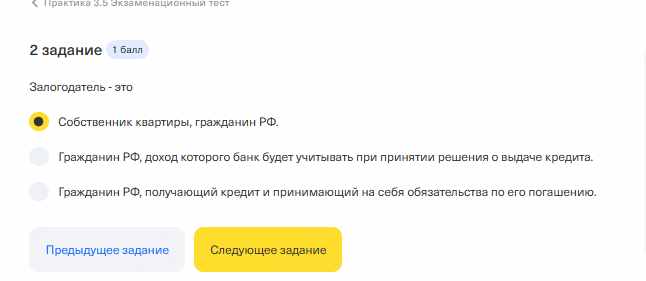 Практика 3.5 Экзаменационный тест
2 задание 1 балл
Залогодатель - это
Собственник квартиры, гражданин РФ.
Гражданин РФ, доход которого банк будет учитывать при принятии решения о выдаче кредита.
Гражданин РФ, получающий кредит и принимающий на себя обязательства по его погашению.
Предыдущее задание Следующее задание